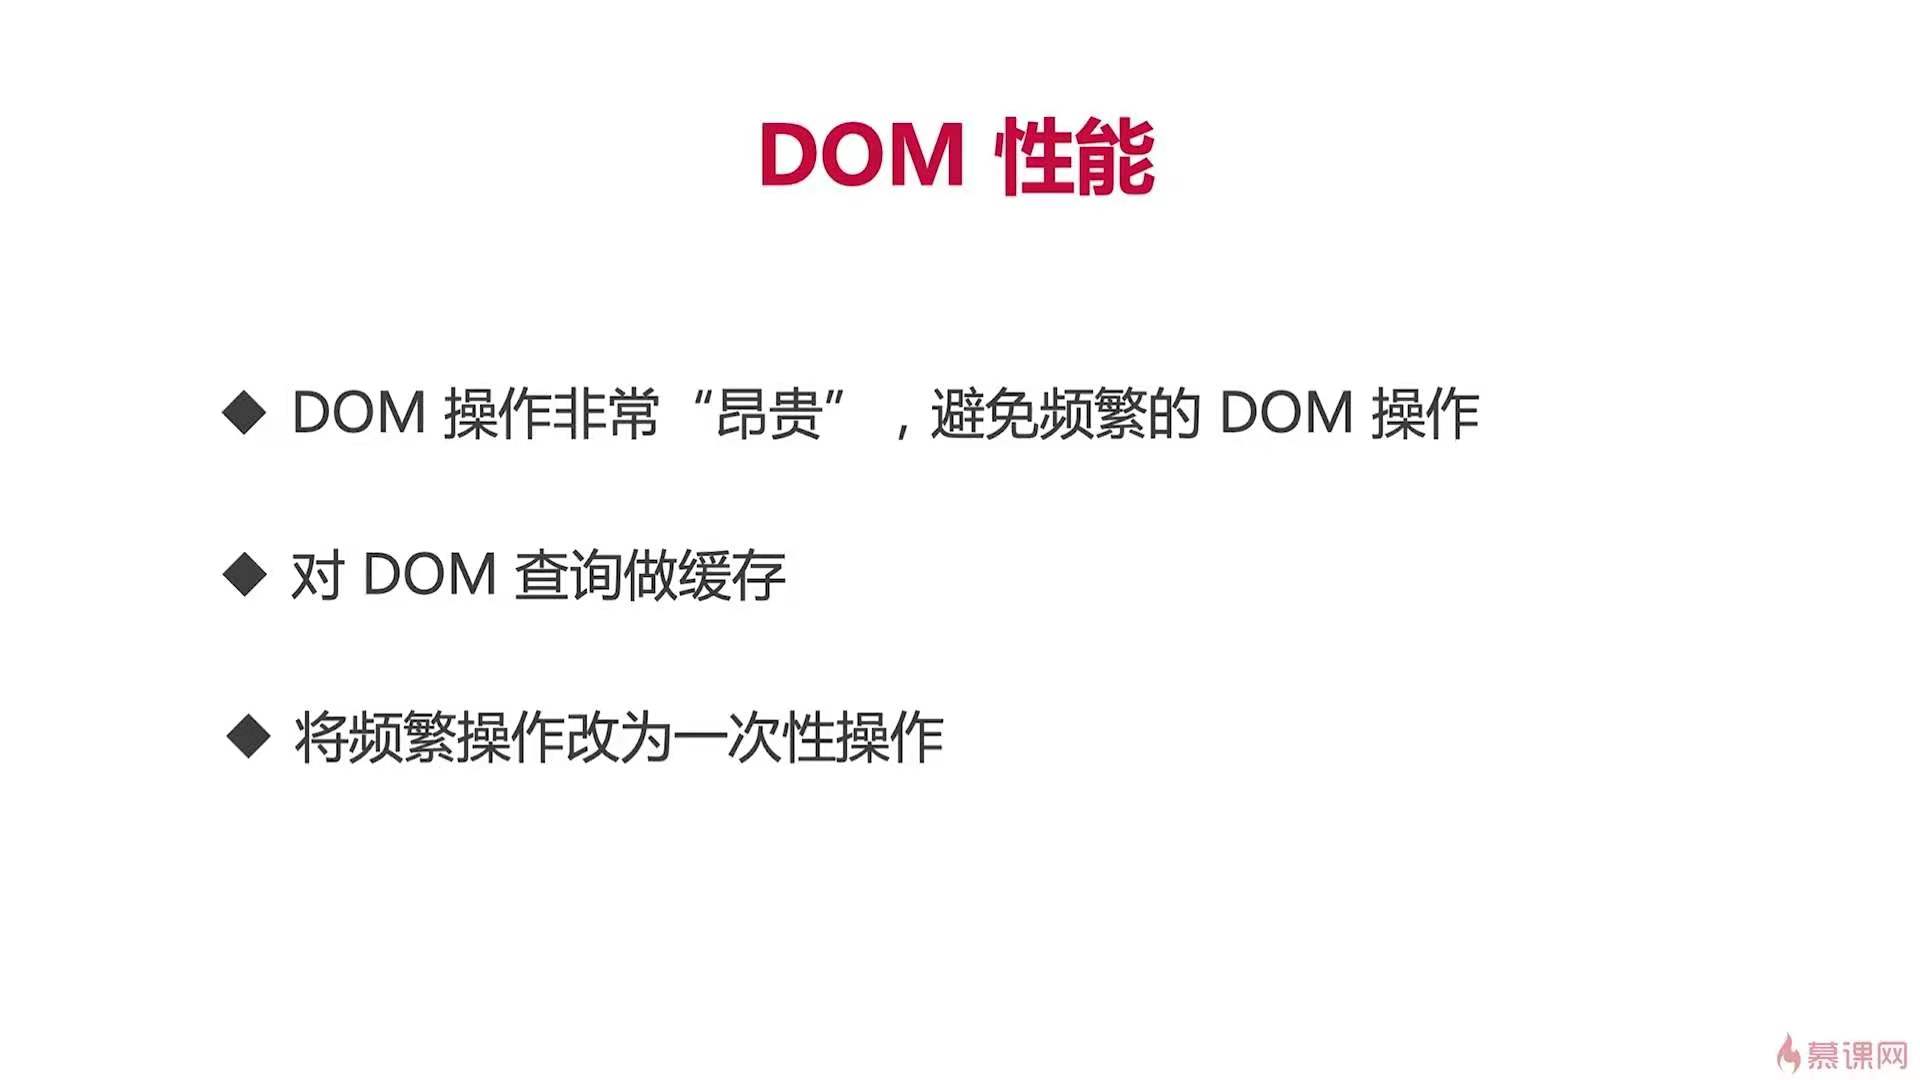 DOM 性能
◆ DOM 操作非常“昂贵”，避免频繁的 DOM 操作
◆ 对 DOM 查询做缓存
◆ 将频繁操作改为一次性操作
慕课网